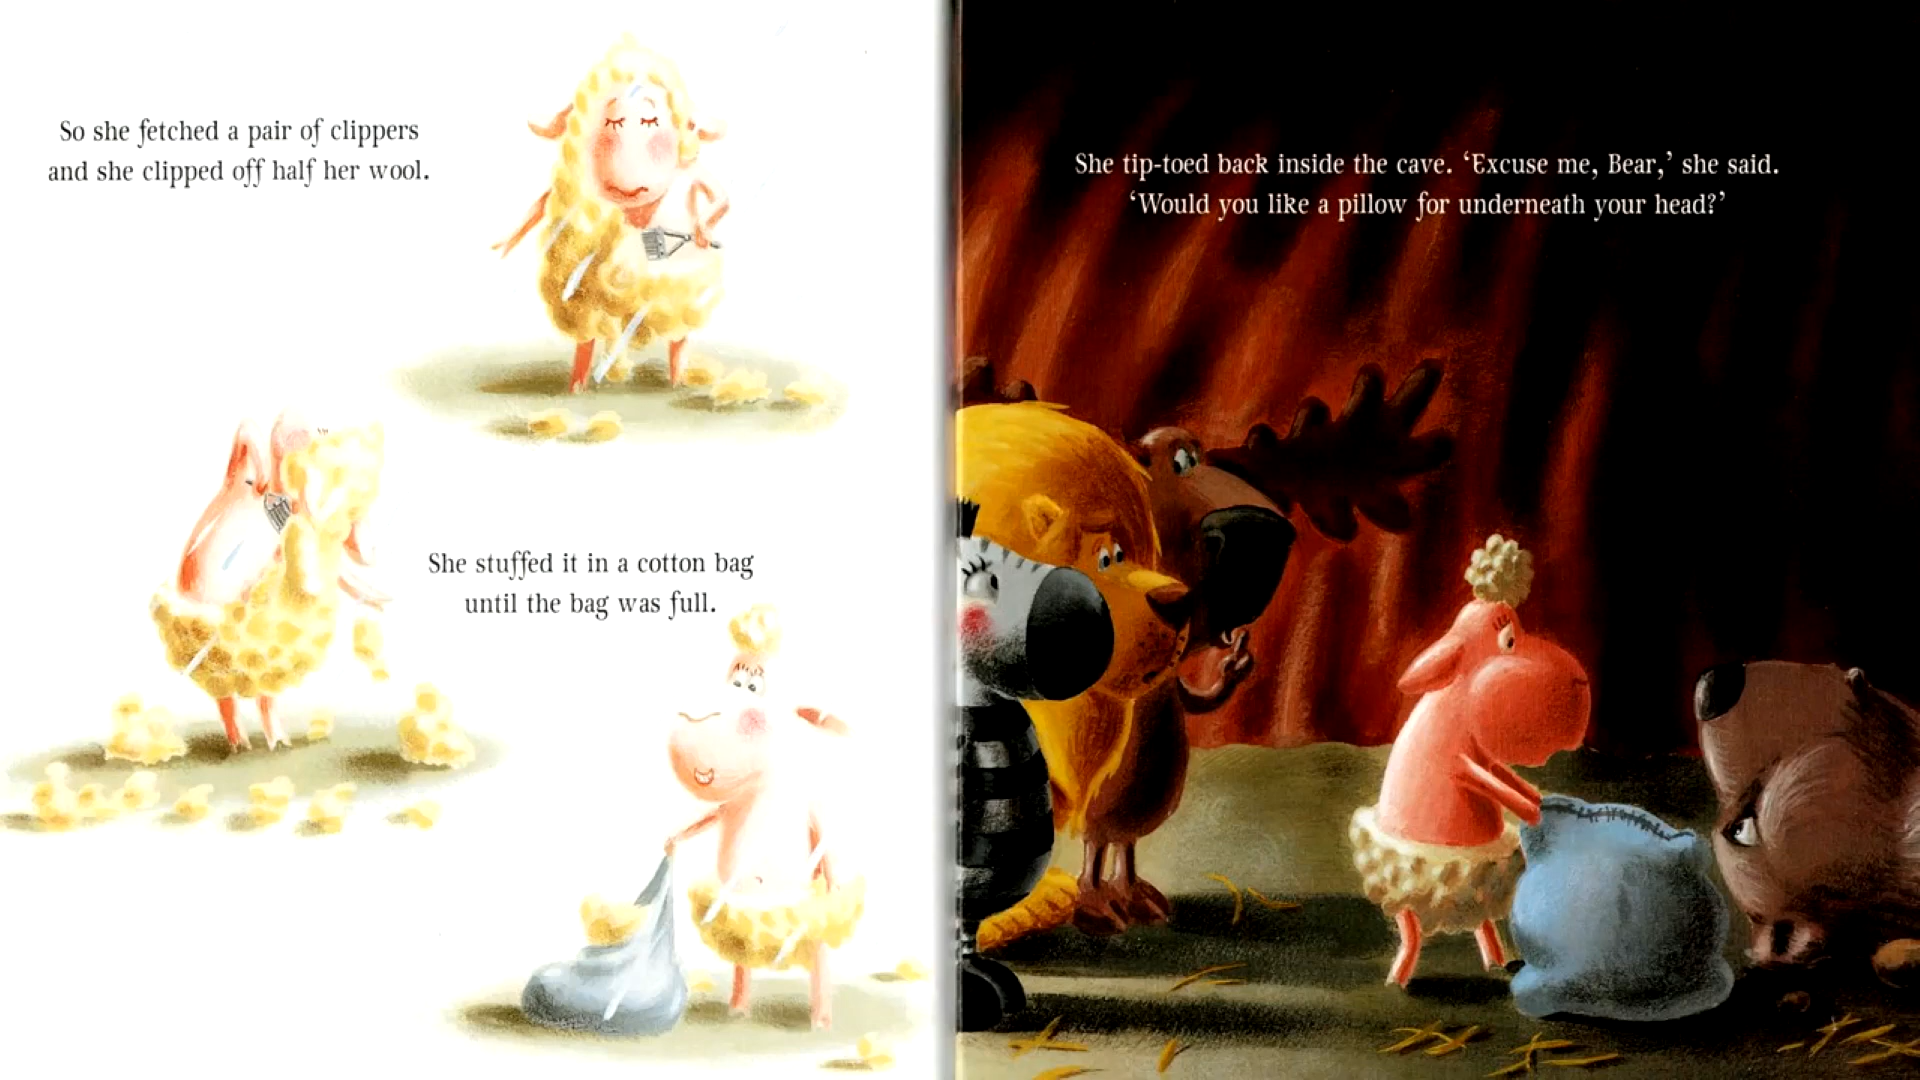 So she fetched a pair of clippers
and she clipped off half her wool.
She stuffed it in a cotton bag
until the bag was full.
She tip-toed back inside the cave. ‘Excuse me, Bear,’ she said.
‘Would you like a pillow for underneath your head?’